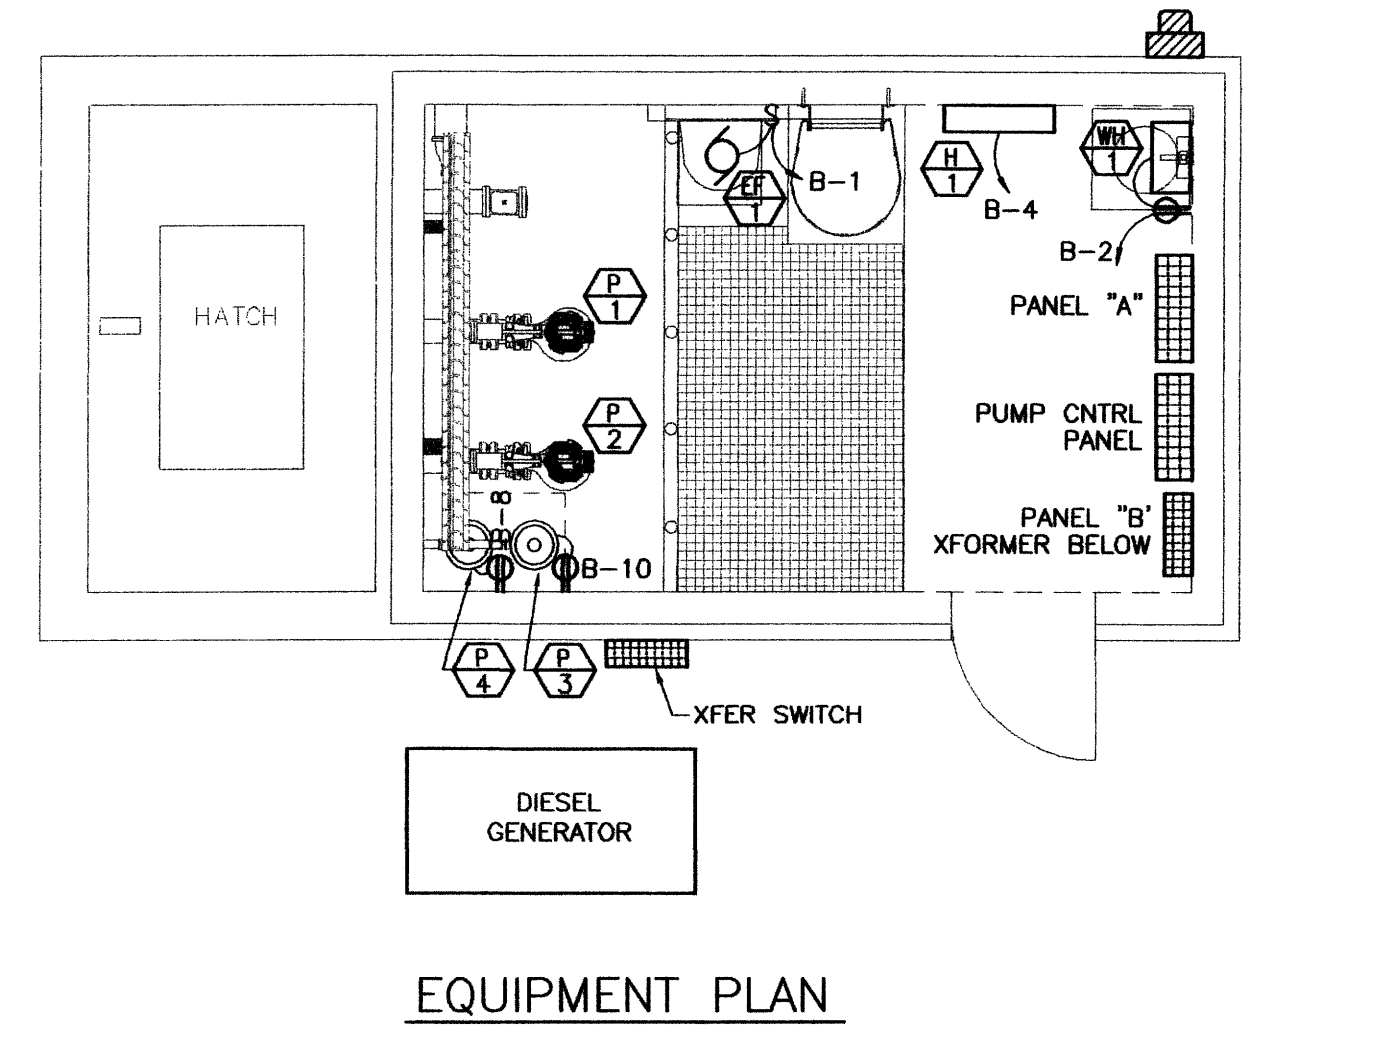 WH
1
H
1
EF
1
B-1
B-4
B-2
HATCH
P
1
PANEL "A"
P
2
PUMP CNTRL
PANEL
8
PANEL "B'
XFORMER BELOW
B-10
P
4
P
3
XFER SWITCH
DIESEL
GENERATOR
EQUIPMENT PLAN